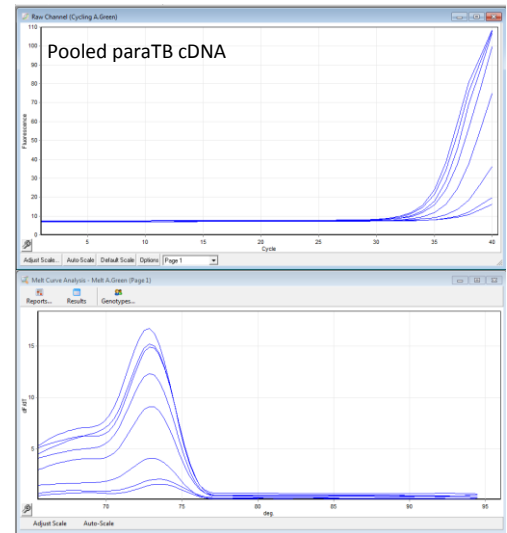 Raw Channel (Cycling A.Green)
Pooled paraTB cDNA
110
100
90
80
70
60
50
40
30
20
10
0
Fluorescence
5 10 15 20 25 30 35 40
Cycle
Adjust Scale... Auto Scale Default Scale Options Page 1
Melt Curve Analysis - Melt A.Green (Page 1)
Reports... Results Genotypes...
15
10
5
dF/dT
70 75 80 85 90 95
deg.
Adjust Scale Auto-Scale